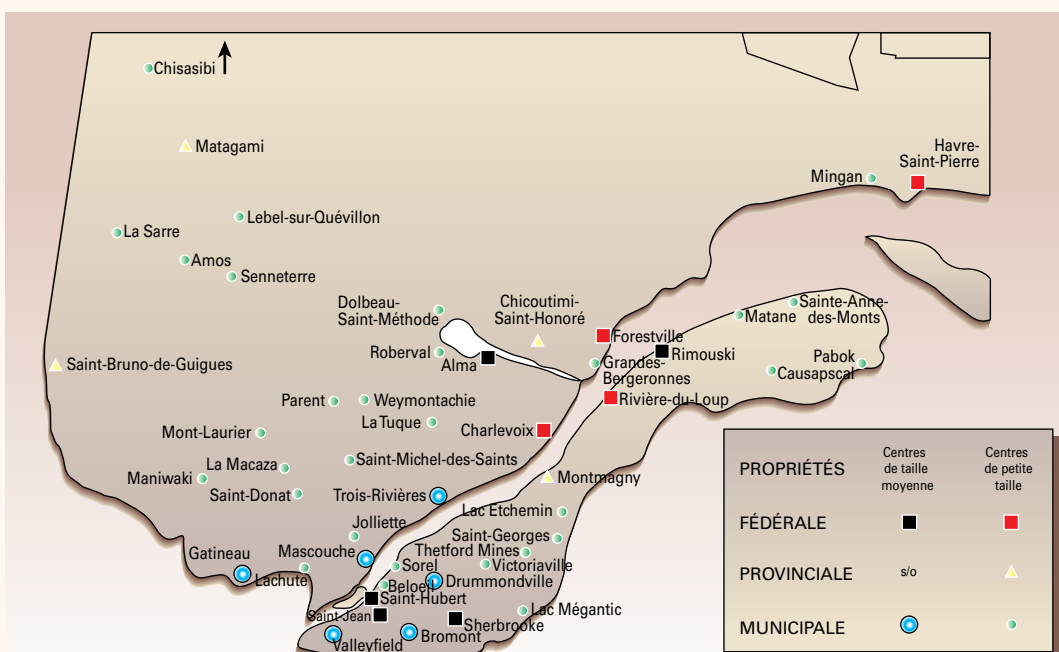 Chisasibi
Matagami
Havre-
Saint-Pierre
Mingan
Lebel-sur-Quévillon
La Sarre
Amos
Senneterre
Dolbeau-
Saint-Méthode
Chicoutimi-
Saint-Honoré
Sainte-Anne-
des-Monts
Matane
Forestville
Roberval
Alma
Rimouski
Saint-Bruno-de-Guigues
Grandes-
Bergeronnes
Pabok
Causapscal
Parent
Weymontachie
Rivière-du-Loup
La Tuque
Charlevoix
Mont-Laurier
La Macaza
Saint-Michel-des-Saints
Maniwaki
Saint-Donat
Trois-Rivières
Montmagny
Lac Etchemin
Jolliette
Saint-Georges
Gatineau
Mascouche
Thetford Mines
Lachute
Sorel
Victoriaville
Beloeil
Drummondville
Saint-Hubert
Saint-Jean
Lac Mégantic
Sherbrooke
Valleyfield
Bromont
PROPRIÉTÉS
Centres
de taille
moyenne
Centres
de petite
taille
FÉDÉRALE
PROVINCIALE
s/o
MUNICIPALE